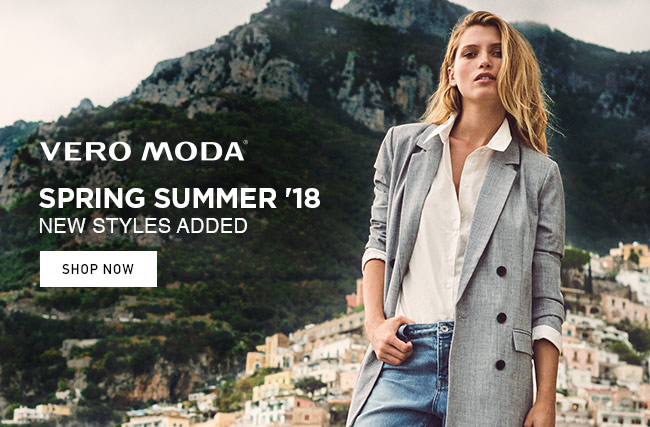 VERO MODA®
SPRING SUMMER '18
NEW STYLES ADDED
SHOP NOW